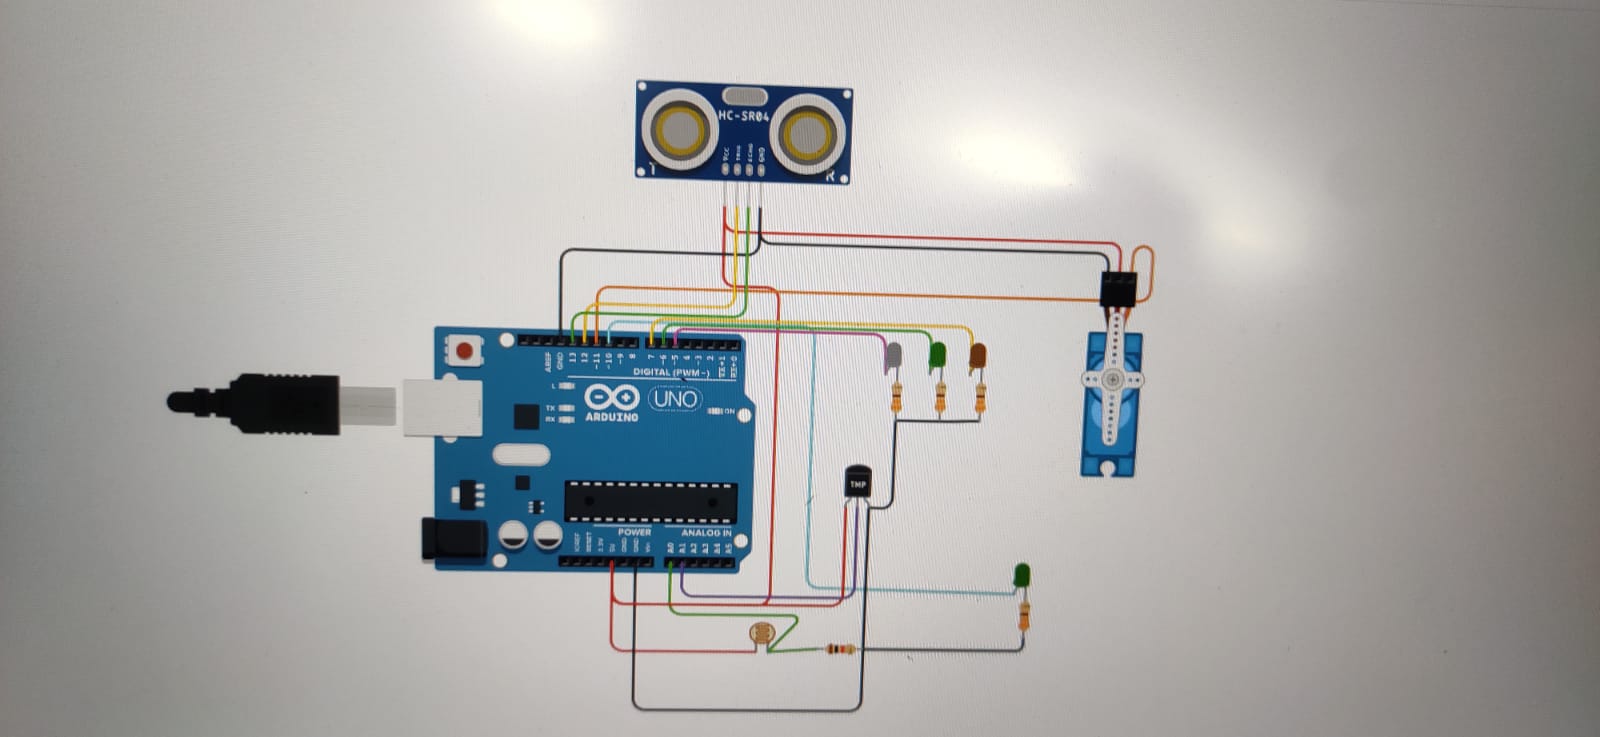 HC-SR04
VCC
TRIG
ECHO
GND
T
R
AREF
GND
13
12
~11
~10
~9
8
7
~6
~5
4
~3
2
TX→1
RX←0
DIGITAL (PWM~)
L
TX
RX
ARDUINO
UNO
ON
TMP
POWER
ANALOG IN
IOREF
RESET
3.3V
5V
GND
GND
Vin
A0
A1
A2
A3
A4
A5